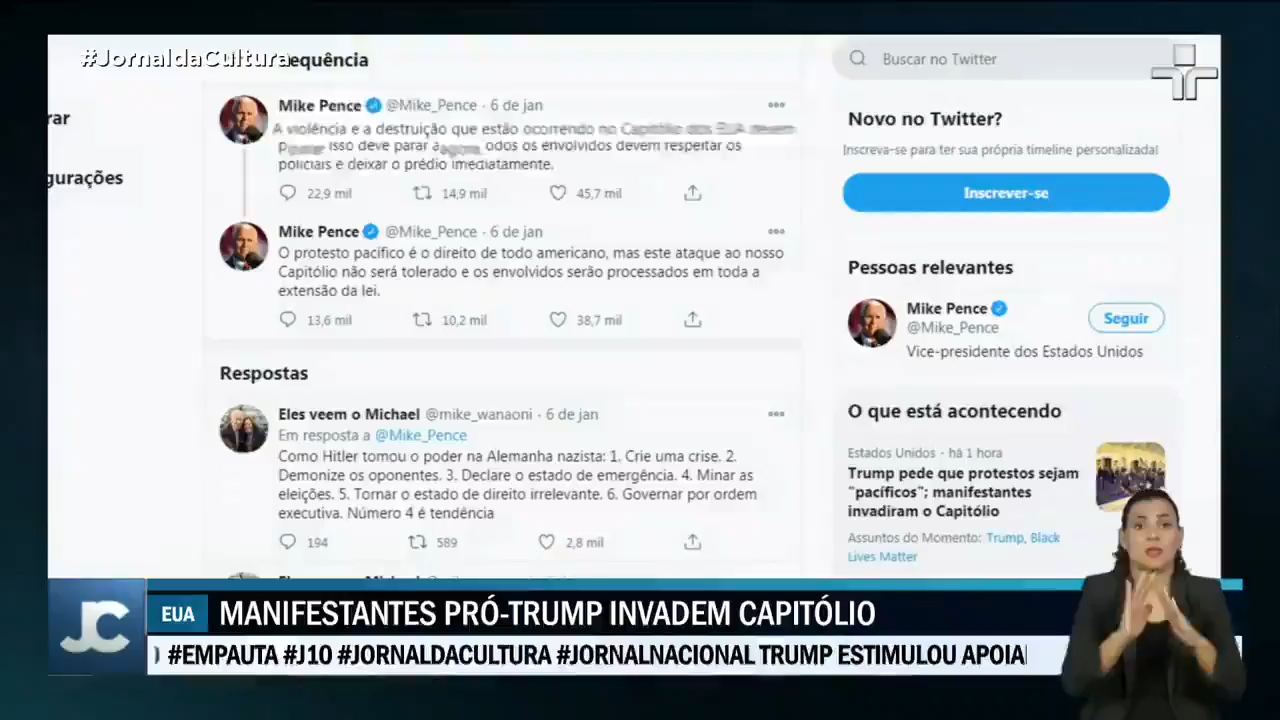 #JornaldaCultura
equência
Mike Pence @Mike_Pence · 6 de jan
A violência e a destruição que estão ocorrendo no Capitólio dos EUA devem
isso deve parar agora. odos os envolvidos devem respeitar os
policiais e deixar o prédio imediatamente.
22,9 mil 14,9 mil 45,7 mil
Mike Pence @Mike_Pence · 6 de jan
O protesto pacífico é o direito de todo americano, mas este ataque ao nosso
Capitólio não será tolerado e os envolvidos serão processados em toda a
extensão da lei.
13,6 mil 10,2 mil 38,7 mil
Respostas
Eles veem o Michael @mike_wanaoni · 6 de jan
Em resposta a @Mike_Pence
Como Hitler tomou o poder na Alemanha nazista: 1. Crie uma crise. 2.
Demonize os oponentes. 3. Declare o estado de emergência. 4. Minar as
eleições. 5. Tornar o estado de direito irrelevante. 6. Governar por ordem
executiva. Número 4 é tendência
194 589 2,8 mil
rar
gurações
Buscar no Twitter
Novo no Twitter?
Inscreva-se para ter sua própria timeline personalizada!
Inscrever-se
Pessoas relevantes
Mike Pence
@Mike_Pence
Seguir
Vice-presidente dos Estados Unidos
O que está acontecendo
Estados Unidos · há 1 hora
Trump pede que protestos sejam
"pacíficos"; manifestantes
invadiram o Capitólio
Assuntos do Momento: Trump, Black
Lives Matter
JC
EUA MANIFESTANTES PRÓ-TRUMP INVADEM CAPITÓLIO
#EMPAUTA #J10 #JORNALDACULTURA #JORNALNACIONAL TRUMP ESTIMULOU APOIA